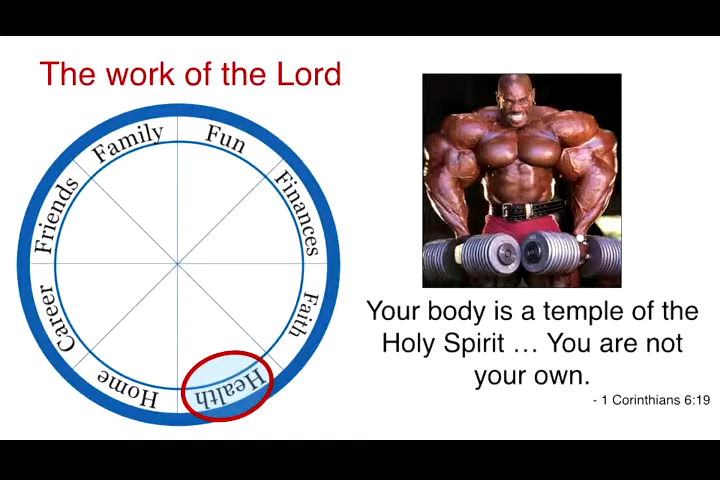 The work of the Lord
Family
Fun
Finances
Faith
Health
Home
Career
Friends
Your body is a temple of the
Holy Spirit … You are not
your own.
- 1 Corinthians 6:19